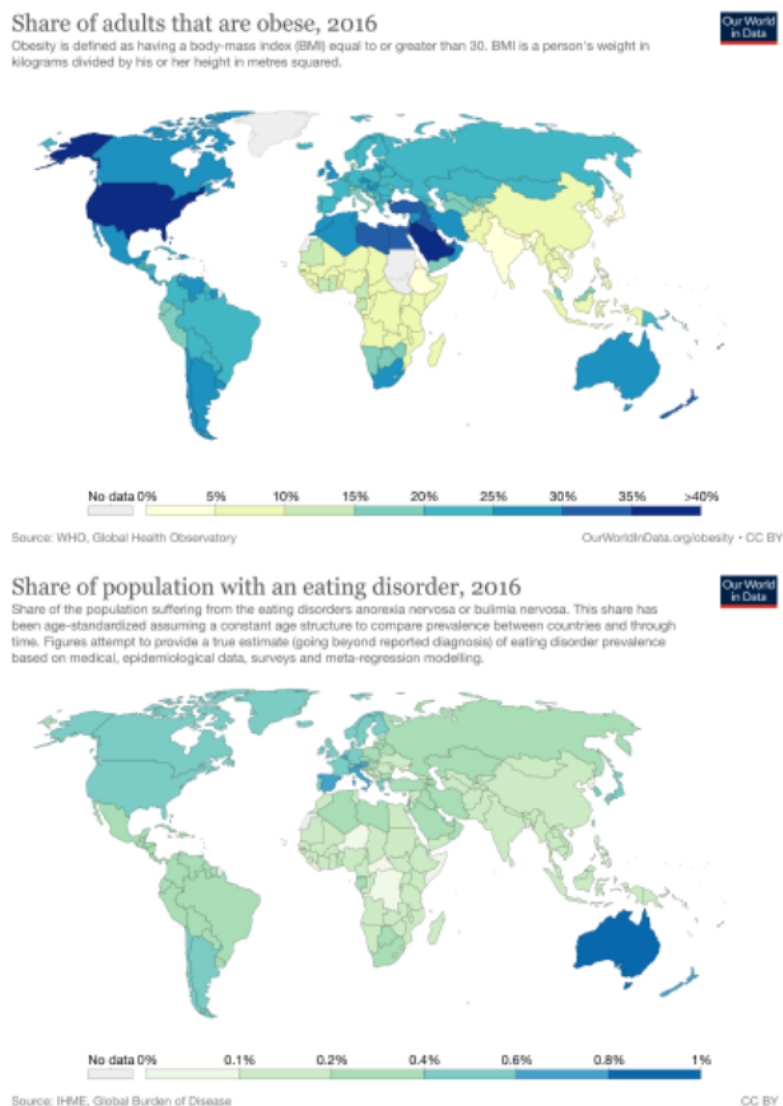 Share of adults that are obese, 2016
Our World
in Data
Obesity is defined as having a body-mass index (BMI) equal to or greater than 30. BMI is a person's weight in
kilograms divided by his or her height in metres squared.
No data 0% 5% 10% 15% 20% 25% 30% 35% >40%
Source: WHO, Global Health Observatory
OurWorldInData.org/obesity • CC BY
Share of population with an eating disorder, 2016
Our World
in Data
Share of the population suffering from the eating disorders anorexia nervosa or bulimia nervosa. This share has
been age-standardized assuming a constant age structure to compare prevalence between countries and through
time. Figures attempt to provide a true estimate (going beyond reported diagnosis) of eating disorder prevalence
based on medical, epidemiological data, surveys and meta-regression modelling.
No data 0% 0.1% 0.2% 0.4% 0.6% 0.8% 1%
Source: IHME, Global Burden of Disease
CC BY